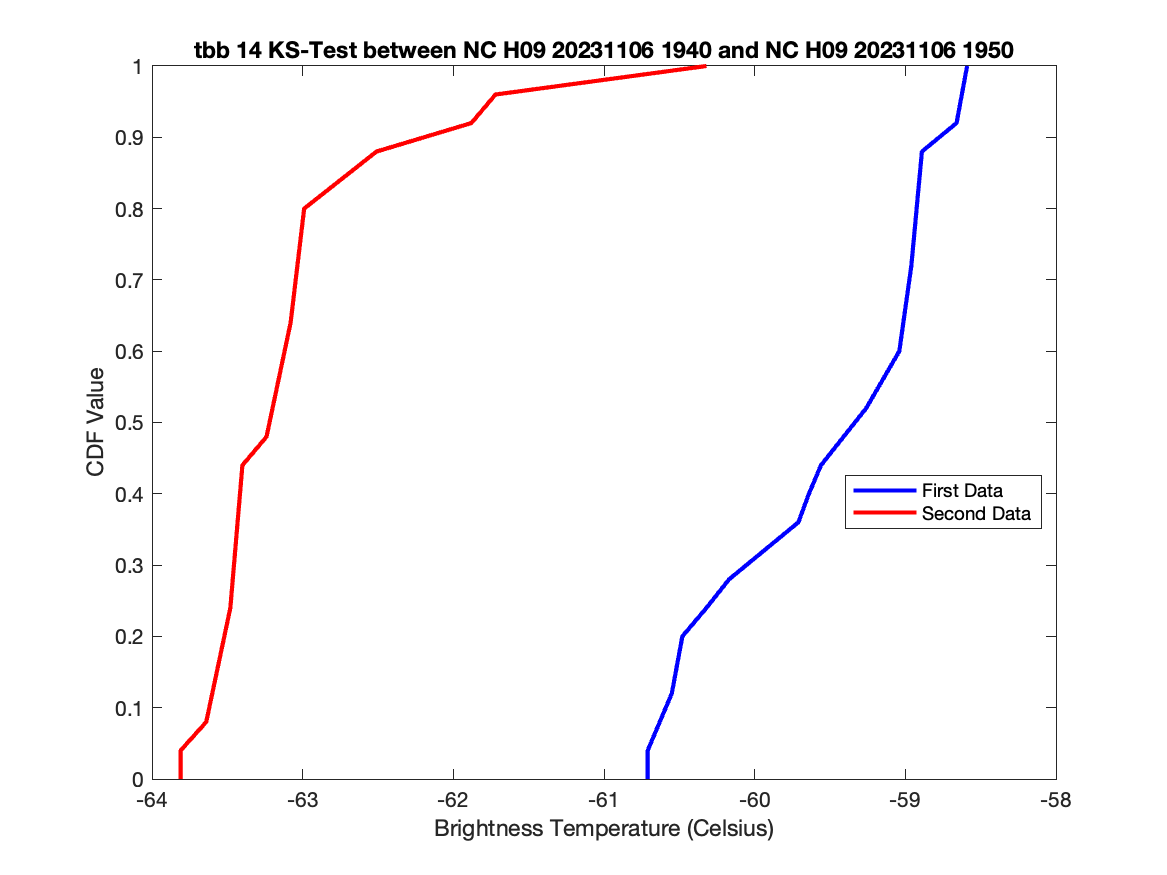 tbb 14 KS-Test between NC H09 20231106 1940 and NC H09 20231106 1950
1
0.9
0.8
0.7
0.6
0.5
0.4
0.3
0.2
0.1
0
CDF Value
First Data
Second Data
-64 -63 -62 -61 -60 -59 -58
Brightness Temperature (Celsius)